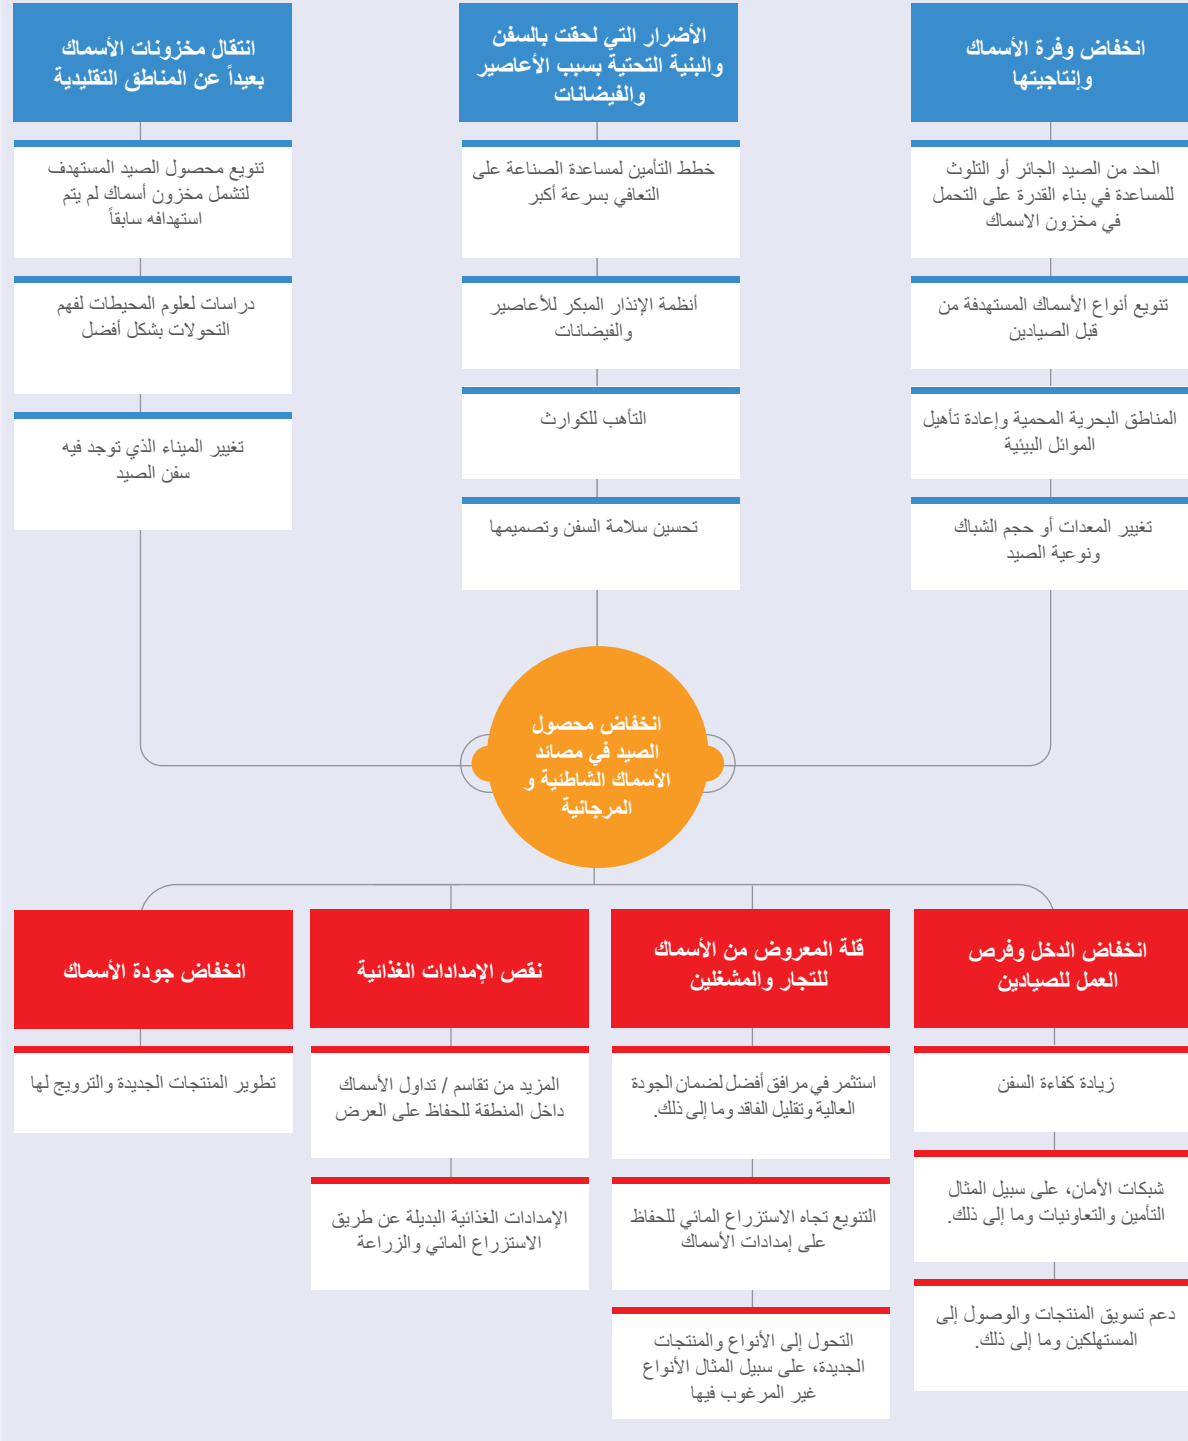 انخفاض وفرة الأسماك
وإنتاجيتها
الحد من الصيد الجائر أو التلوث
للمساعدة في بناء القدرة على التحمل
في مخزون الاسماك
تنويع أنواع الأسماك المستهدفة من
قبل الصيادين
المناطق البحرية المحمية وإعادة تأهيل
الموائل البيئية
تغيير المعدات أو حجم الشباك
ونوعية الصيد
الأضرار التي لحقت بالسفن
والبنية التحتية بسبب الأعاصير
والفيضانات
خطط التأمين لمساعدة الصناعة على
التعافي بسرعة أكبر
أنظمة الإنذار المبكر للأعاصير
والفيضانات
التأهب للكوارث
تحسين سلامة السفن وتصميمها
انتقال مخزونات الأسماك
بعيداً عن المناطق التقليدية
تنويع محصول الصيد المستهدف
لتشمل مخزون أسماك لم يتم
استهدافه سابقاً
دراسات لعلوم المحيطات لفهم
التحولات بشكل أفضل
تغيير الميناء الذي توجد فيه
سفن الصيد
انخفاض محصول
الصيد في مصائد
الأسماك الشاطئية و
المرجانية
انخفاض الدخل وفرص
العمل للصيادين
زيادة كفاءة السفن
شبكات الأمان، على سبيل المثال
التأمين والتعاونيات وما إلى ذلك.
دعم تسويق المنتجات والوصول إلى
المستهلكين وما إلى ذلك.
قلة المعروض من الأسماك
للتجار والمشغلين
استثمر في مرافق أفضل لضمان الجودة
العالية وتقليل الفاقد وما إلى ذلك.
التنويع تجاه الاستزراع المائي للحفاظ
على إمدادات الأسماك
التحول إلى الأنواع والمنتجات
الجديدة، على سبيل المثال الأنواع
غير المرغوب فيها
نقص الإمدادات الغذائية
المزيد من تقاسم / تداول الأسماك
داخل المنطقة للحفاظ على العرض
الإمدادات الغذائية البديلة عن طريق
الاستزراع المائي والزراعة
انخفاض جودة الأسماك
تطوير المنتجات الجديدة والترويج لها